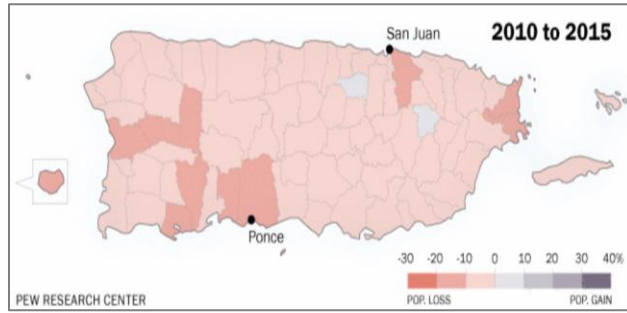 San Juan
2010 to 2015
Ponce
-30 -20 -10 0 10 20 30 40%
POP. LOSS POP. GAIN
PEW RESEARCH CENTER